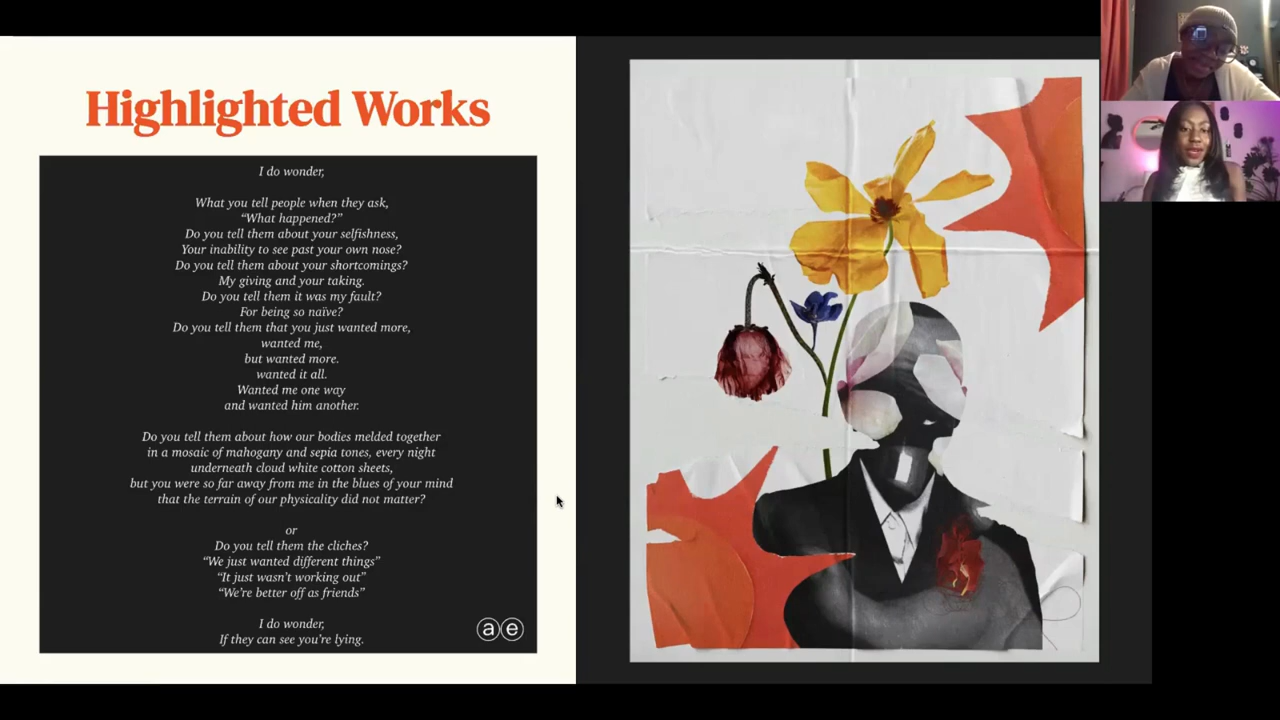 Highlighted Works
I do wonder,
What you tell people when they ask,
“What happened?”
Do you tell them about your selfishness,
Your inability to see past your own nose?
Do you tell them about your shortcomings?
My giving and your taking.
Do you tell them it was my fault?
For being so naïve?
Do you tell them that you just wanted more,
wanted me,
but wanted more.
wanted it all.
Wanted me one way
and wanted him another.
Do you tell them about how our bodies melded together
in a mosaic of mahogany and sepia tones, every night
underneath cloud white cotton sheets,
but you were so far away from me in the blues of your mind
that the terrain of our physicality did not matter?
or
Do you tell them the cliches?
“We just wanted different things”
“It just wasn’t working out”
“We’re better off as friends”
I do wonder,
If they can see you’re lying.
ae